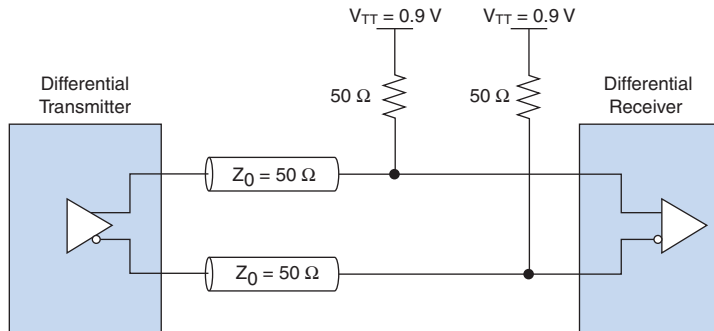 VTT = 0.9 V VTT = 0.9 V
Differential
Transmitter
50 Ω 50 Ω
Differential
Receiver
Z0 = 50 Ω
Z0 = 50 Ω